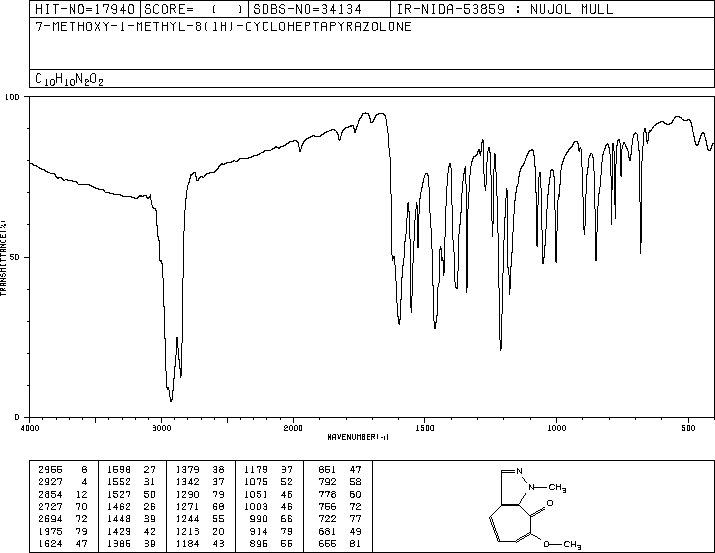 HIT-NO=17940 SCORE= ( ) SDBS-NO=34134 IR-NIDA-53859 : NUJOL MULL
7-METHOXY-1-METHYL-8(1H)-CYCLOHEPTAPYRAZOLONE
C10H10N2O2
100
50
0
TRANSMITTANCE(%)
4000 3000 2000 1500 1000 500
WAVENUMBER(-1)
2955 6 1598 27 1379 38 1179 37 851 47
2927 4 1552 31 1342 37 1075 52 792 58
2854 12 1527 50 1290 79 1051 46 778 60
2727 70 1462 26 1271 68 1003 46 756 72
2694 72 1448 39 1244 55 990 66 722 77
1975 79 1429 42 1213 20 914 79 681 49
1624 47 1385 39 1184 43 895 55 655 81
N
N—CH3
O
O—CH3